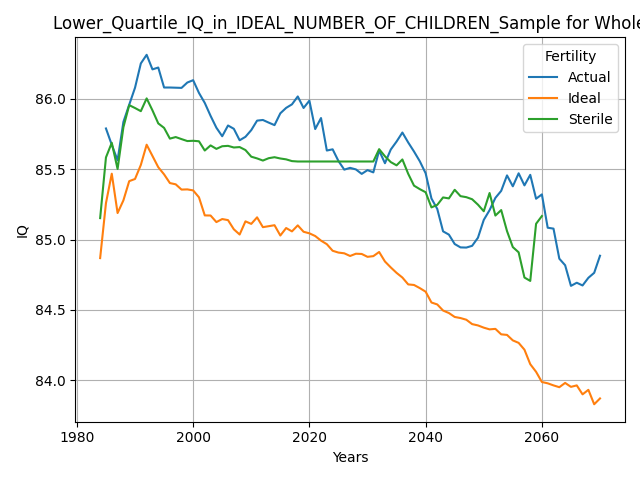 Lower_Quartile_IQ_in_IDEAL_NUMBER_OF_CHILDREN_Sample for Whole
Fertility
Actual
Ideal
Sterile
IQ
86.0
85.5
85.0
84.5
84.0
1980
2000
2020
2040
2060
Years